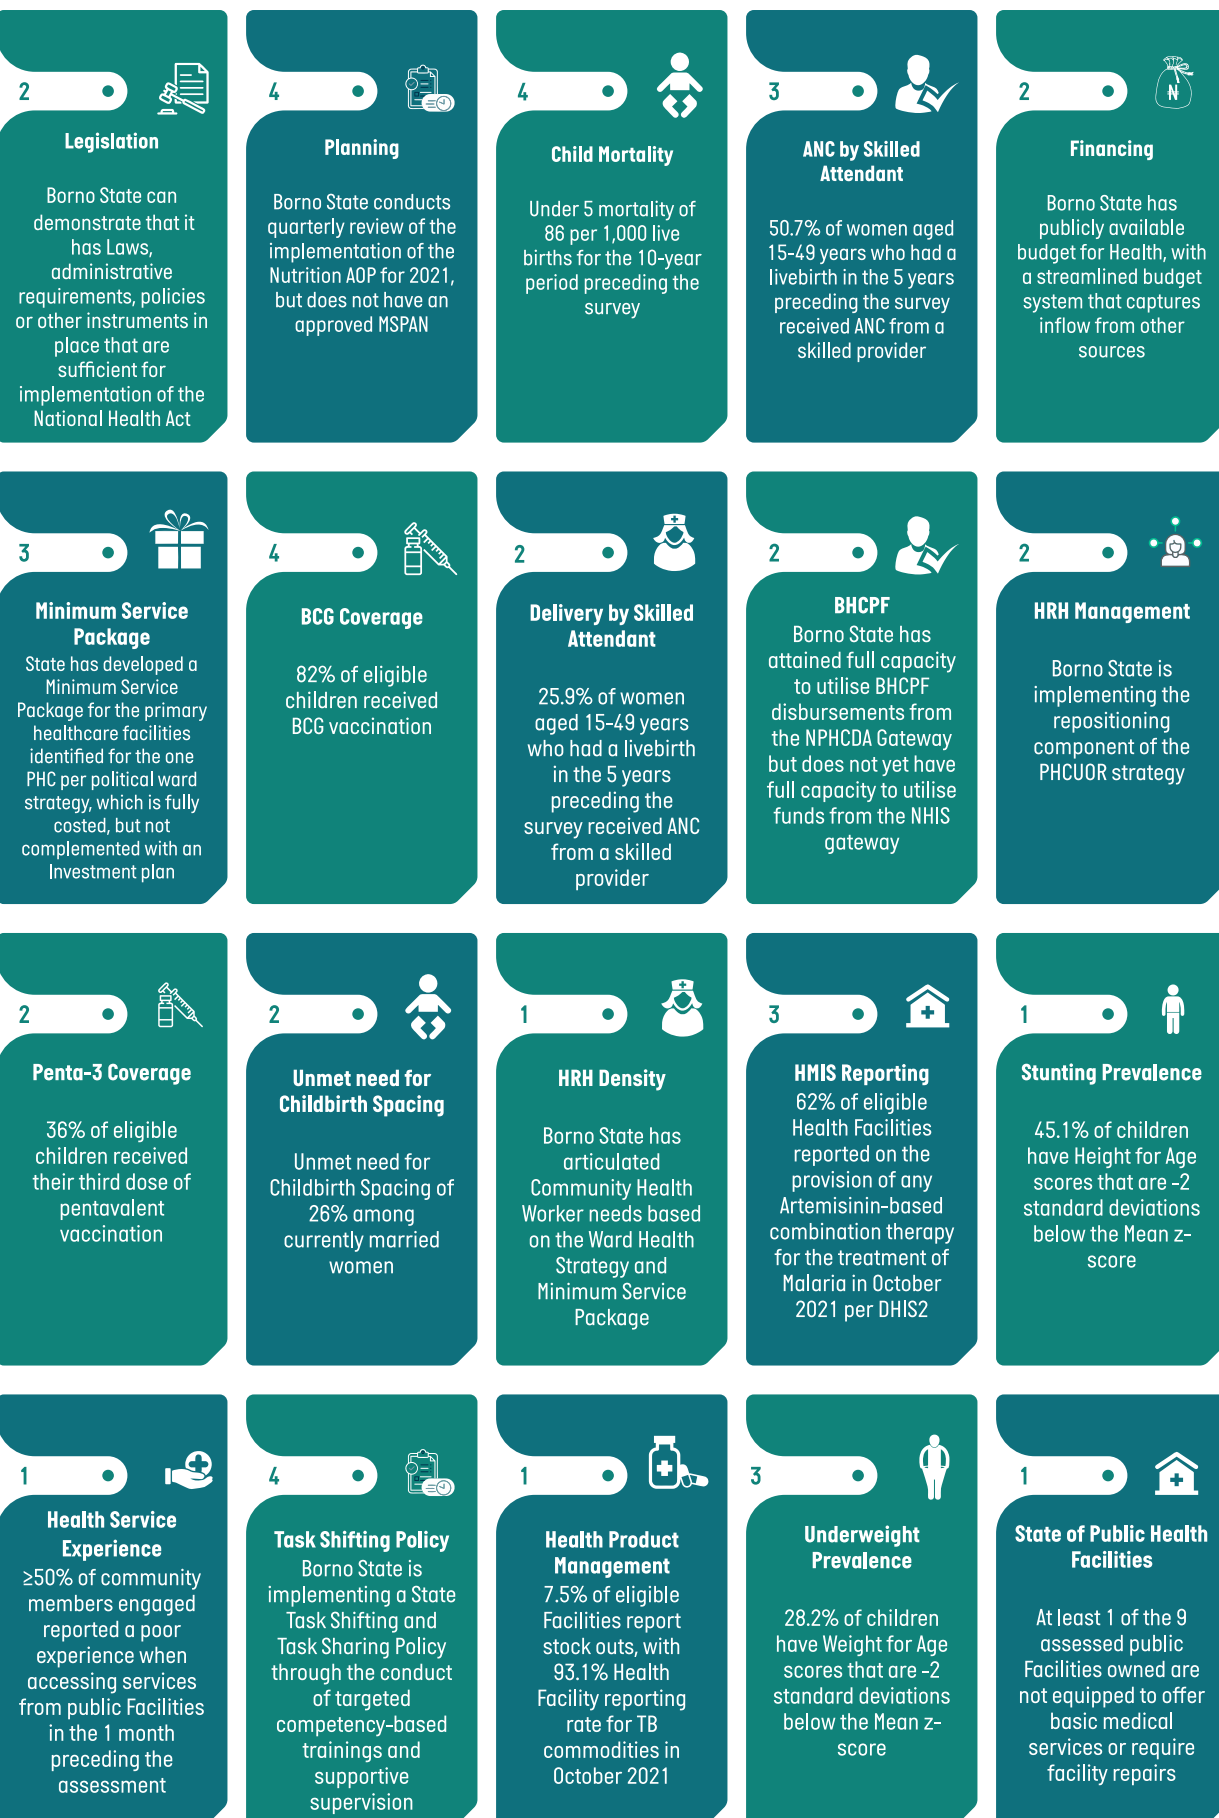 2
Legislation
Borno State can
demonstrate that it
has Laws,
administrative
requirements, policies
or other instruments in
place that are
sufficient for
implementation of the
National Health Act
4
Planning
Borno State conducts
quarterly review of the
implementation of the
Nutrition AOP for 2021,
but does not have an
approved MSPAN
4
Child Mortality
Under 5 mortality of
86 per 1,000 live
births for the 10-year
period preceding the
survey
3
ANC by Skilled
Attendant
50.7% of women aged
15-49 years who had a
livebirth in the 5 years
preceding the survey
received ANC from a
skilled provider
2
₦
Financing
Borno State has
publicly available
budget for Health, with
a streamlined budget
system that captures
inflow from other
sources
3
Minimum Service
Package
State has developed a
Minimum Service
Package for the primary
healthcare facilities
identified for the one
PHC per political ward
strategy, which is fully
costed, but not
complemented with an
Investment plan
4
BCG Coverage
82% of eligible
children received
BCG vaccination
2
Delivery by Skilled
Attendant
25.9% of women
aged 15-49 years
who had a livebirth
in the 5 years
preceding the
survey received ANC
from a skilled
provider
2
BHCPF
Borno State has
attained full capacity
to utilise BHCPF
disbursements from
the NPHCDA Gateway
but does not yet have
full capacity to utilise
funds from the NHIS
gateway
2
HRH Management
Borno State is
implementing the
repositioning
component of the
PHCUOR strategy
2
Penta-3 Coverage
36% of eligible
children received
their third dose of
pentavalent
vaccination
2
Unmet need for
Childbirth Spacing
Unmet need for
Childbirth Spacing of
26% among
currently married
women
1
HRH Density
Borno State has
articulated
Community Health
Worker needs based
on the Ward Health
Strategy and
Minimum Service
Package
3
HMIS Reporting
62% of eligible
Health Facilities
reported on the
provision of any
Artemisinin-based
combination therapy
for the treatment of
Malaria in October
2021 per DHIS2
1
Stunting Prevalence
45.1% of children
have Height for Age
scores that are -2
standard deviations
below the Mean z-
score
1
Health Service
Experience
≥50% of community
members engaged
reported a poor
experience when
accessing services
from public Facilities
in the 1 month
preceding the
assessment
4
Task Shifting Policy
Borno State is
implementing a State
Task Shifting and
Task Sharing Policy
through the conduct
of targeted
competency-based
trainings and
supportive
supervision
1
Health Product
Management
7.5% of eligible
Facilities report
stock outs, with
93.1% Health
Facility reporting
rate for TB
commodities in
October 2021
3
Underweight
Prevalence
28.2% of children
have Weight for Age
scores that are -2
standard deviations
below the Mean z-
score
1
State of Public Health
Facilities
At least 1 of the 9
assessed public
Facilities owned are
not equipped to offer
basic medical
services or require
facility repairs